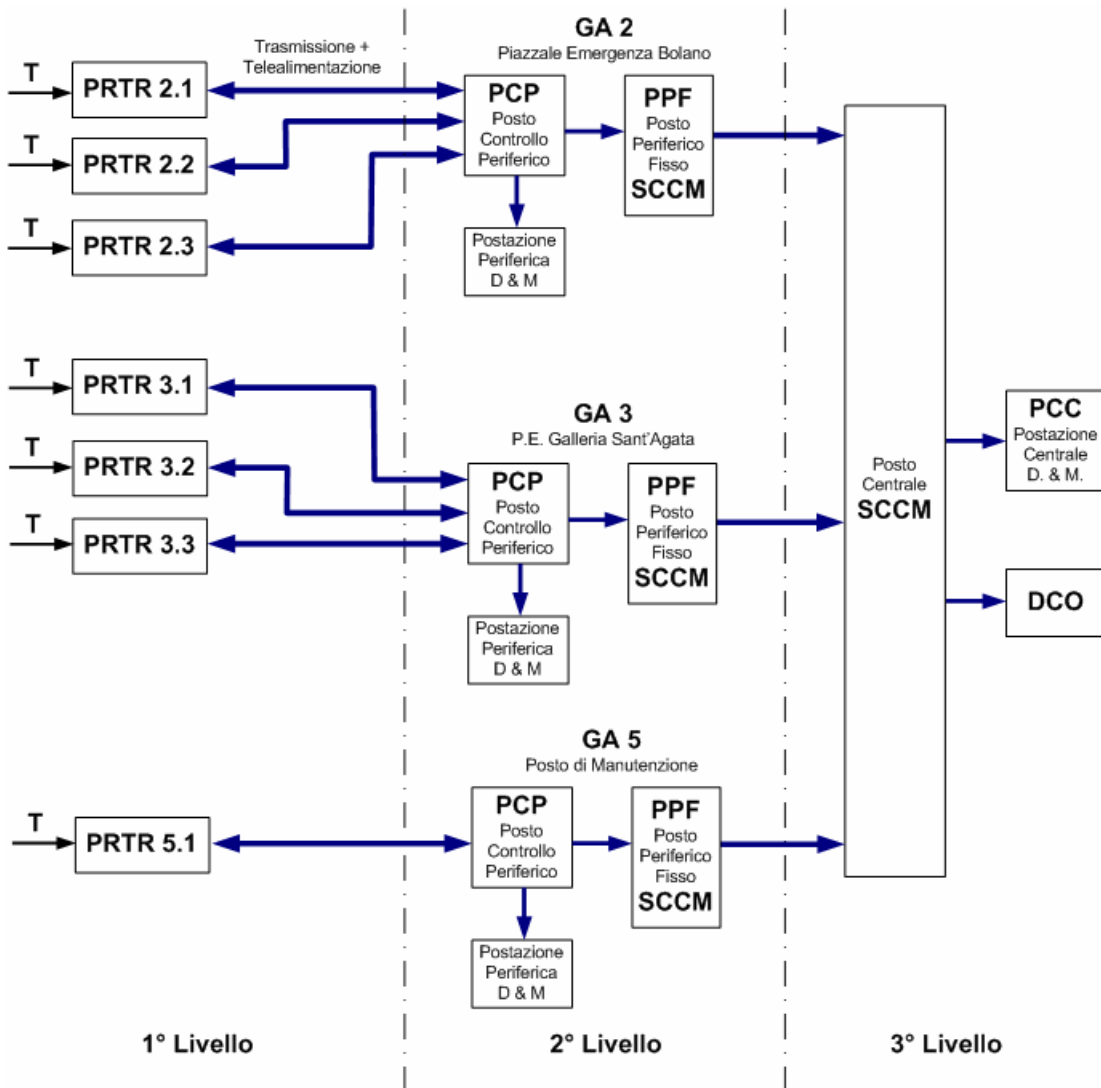 GA 2
Piazzale Emergenza Bolano
Trasmissione +
Telealimentazione
T
PRTR 2.1
T
PRTR 2.2
T
PRTR 2.3
PCP
Posto
Controllo
Periferico
PPF
Posto
Periferico
Fisso
SCCM
Postazione
Periferica
D & M
T
PRTR 3.1
T
PRTR 3.2
T
PRTR 3.3
GA 3
P.E. Galleria Sant'Agata
PCP
Posto
Controllo
Periferico
PPF
Posto
Periferico
Fisso
SCCM
Postazione
Periferica
D & M
Posto
Centrale
SCCM
PCC
Postazione
Centrale
D. & M.
DCO
GA 5
Posto di Manutenzione
T
PRTR 5.1
PCP
Posto
Controllo
Periferico
PPF
Posto
Periferico
Fisso
SCCM
Postazione
Periferica
D & M
1° Livello
2° Livello
3° Livello